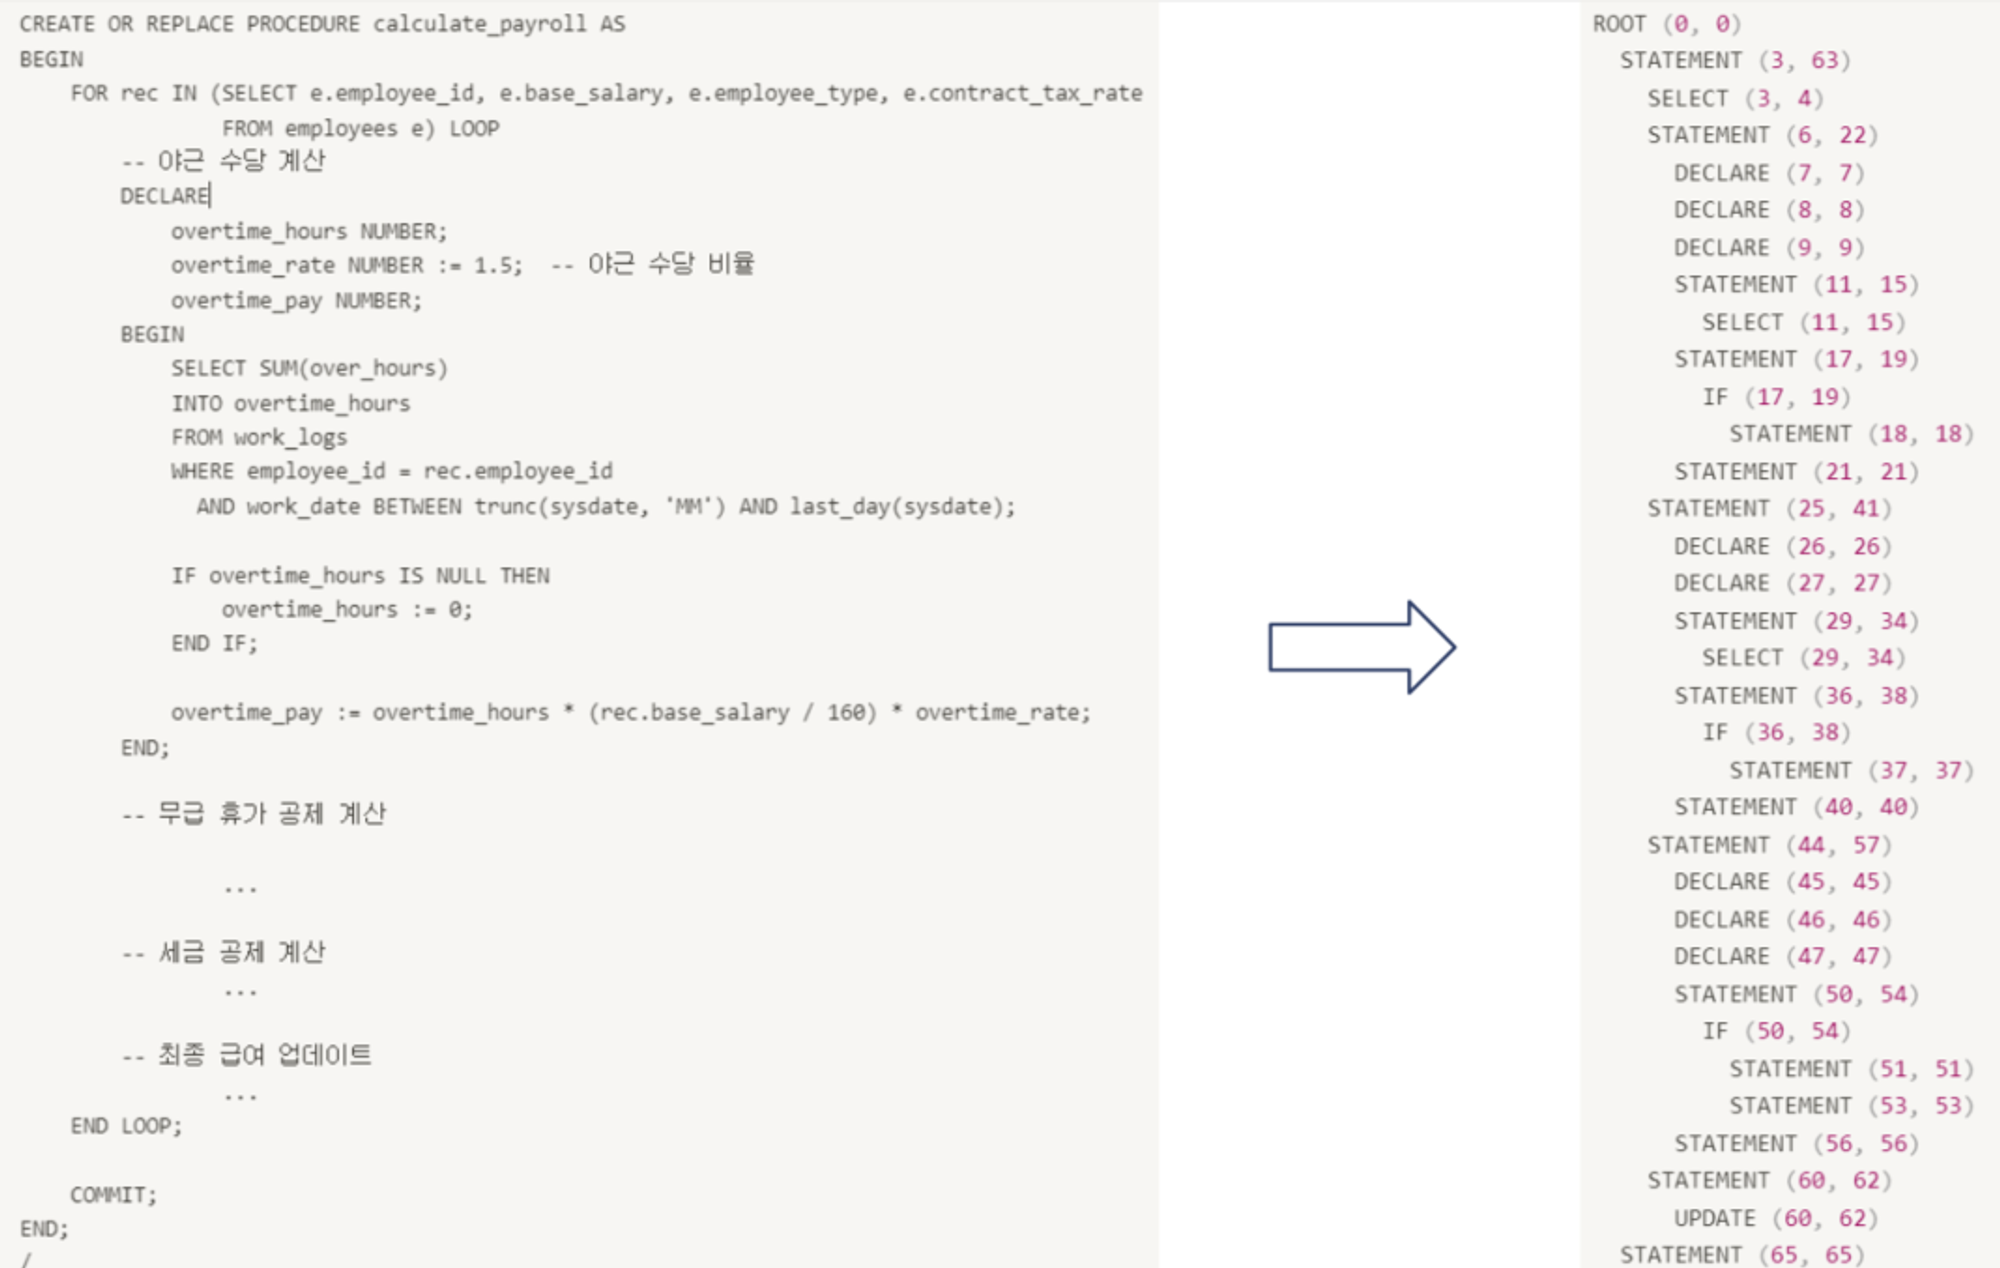 CREATE OR REPLACE PROCEDURE calculate_payroll AS
BEGIN
    FOR rec IN (SELECT e.employee_id, e.base_salary, e.employee_type, e.contract_tax_rate
                FROM employees e) LOOP
        -- 야근 수당 계산
        DECLARE
            overtime_hours NUMBER;
            overtime_rate NUMBER := 1.5;  -- 야근 수당 비율
            overtime_pay NUMBER;
        BEGIN
            SELECT SUM(over_hours)
            INTO overtime_hours
            FROM work_logs
            WHERE employee_id = rec.employee_id
              AND work_date BETWEEN trunc(sysdate, 'MM') AND last_day(sysdate);

            IF overtime_hours IS NULL THEN
                overtime_hours := 0;
            END IF;

            overtime_pay := overtime_hours * (rec.base_salary / 160) * overtime_rate;
        END;

        -- 무급 휴가 공제 계산

                ...

        -- 세금 공제 계산
                ...

        -- 최종 급여 업데이트
                ...
    END LOOP;

    COMMIT;
END;
/
ROOT (0, 0)
  STATEMENT (3, 63)
    SELECT (3, 4)
    STATEMENT (6, 22)
      DECLARE (7, 7)
      DECLARE (8, 8)
      DECLARE (9, 9)
      STATEMENT (11, 15)
        SELECT (11, 15)
      STATEMENT (17, 19)
        IF (17, 19)
          STATEMENT (18, 18)
      STATEMENT (21, 21)
    STATEMENT (25, 41)
      DECLARE (26, 26)
      DECLARE (27, 27)
      STATEMENT (29, 34)
        SELECT (29, 34)
      STATEMENT (36, 38)
        IF (36, 38)
          STATEMENT (37, 37)
      STATEMENT (40, 40)
    STATEMENT (44, 57)
      DECLARE (45, 45)
      DECLARE (46, 46)
      DECLARE (47, 47)
      STATEMENT (50, 54)
        IF (50, 54)
          STATEMENT (51, 51)
          STATEMENT (53, 53)
      STATEMENT (56, 56)
    STATEMENT (60, 62)
      UPDATE (60, 62)
  STATEMENT (65, 65)